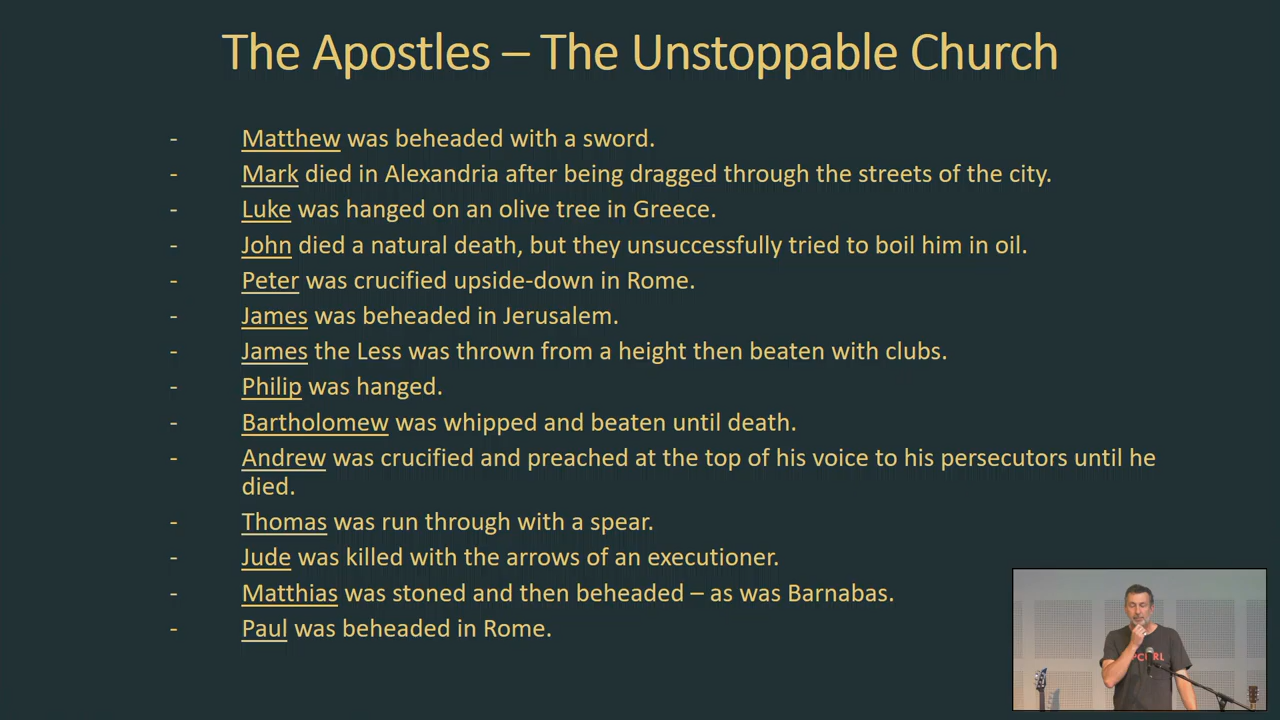 The Apostles – The Unstoppable Church
- Matthew was beheaded with a sword.
- Mark died in Alexandria after being dragged through the streets of the city.
- Luke was hanged on an olive tree in Greece.
- John died a natural death, but they unsuccessfully tried to boil him in oil.
- Peter was crucified upside-down in Rome.
- James was beheaded in Jerusalem.
- James the Less was thrown from a height then beaten with clubs.
- Philip was hanged.
- Bartholomew was whipped and beaten until death.
- Andrew was crucified and preached at the top of his voice to his persecutors until he
died.
- Thomas was run through with a spear.
- Jude was killed with the arrows of an executioner.
- Matthias was stoned and then beheaded – as was Barnabas.
- Paul was beheaded in Rome.